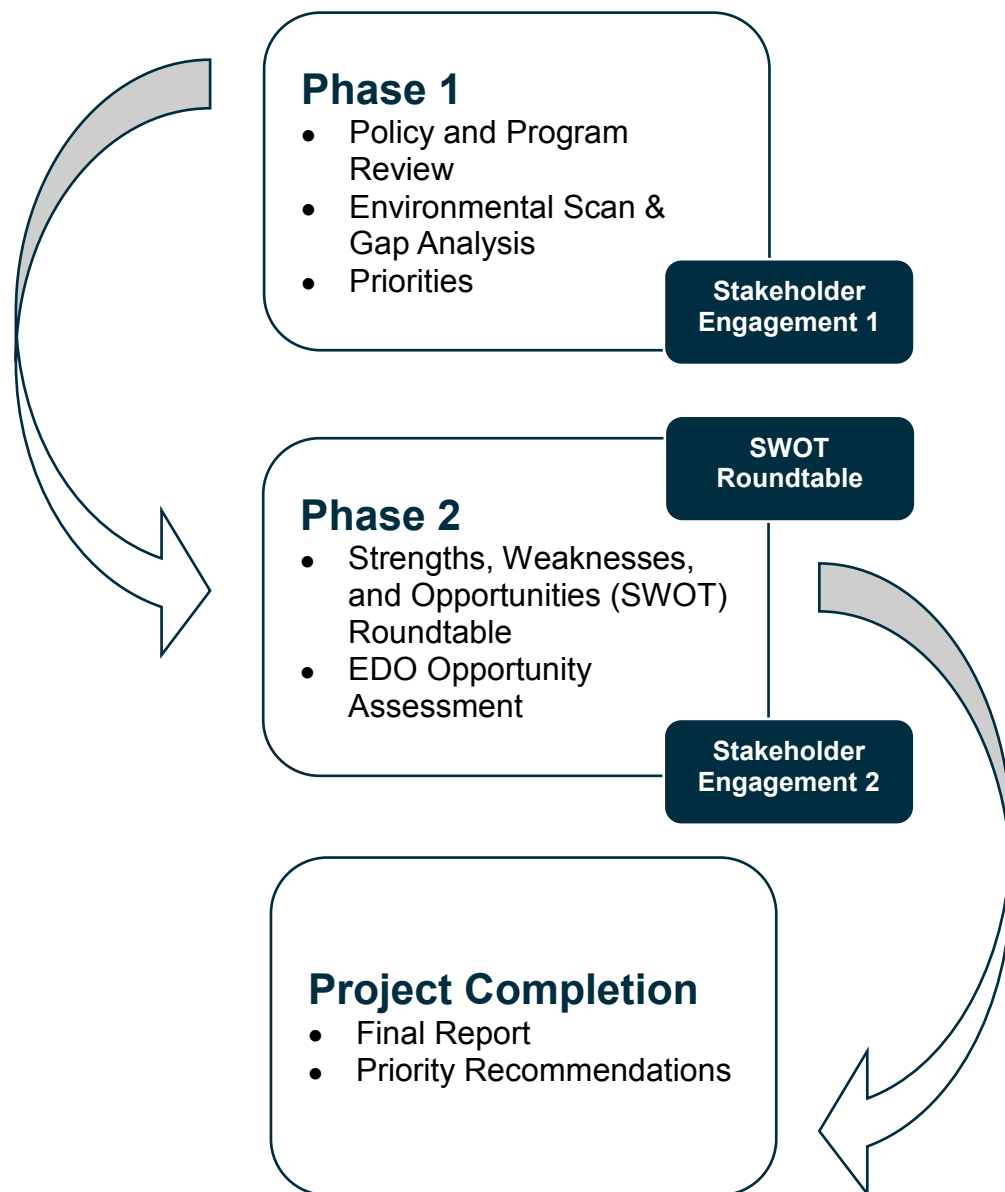 Phase 1
● Policy and Program
Review
● Environmental Scan &
Gap Analysis
● Priorities
Stakeholder
Engagement 1
SWOT
Roundtable
Phase 2
● Strengths, Weaknesses,
and Opportunities (SWOT)
Roundtable
● EDO Opportunity
Assessment
Stakeholder
Engagement 2
Project Completion
● Final Report
● Priority Recommendations